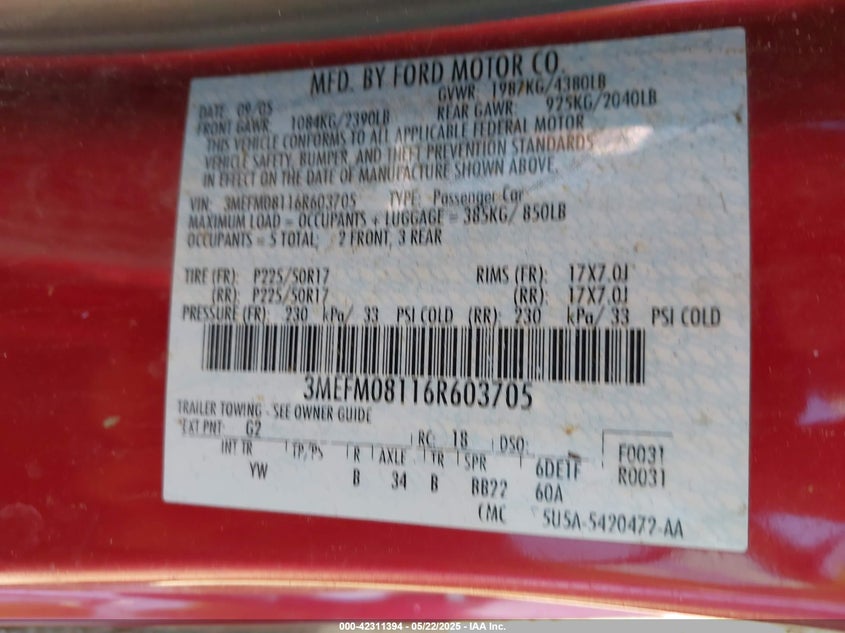 MFD. BY FORD MOTOR CO.
DATE: 09/05 GVWR: 1987KG/4380LB
FRONT GAWR: 1084KG/2390LB REAR GAWR: 925KG/2040LB
THIS VEHICLE CONFORMS TO ALL APPLICABLE FEDERAL MOTOR
VEHICLE SAFETY, BUMPER, AND THEFT PREVENTION STANDARDS
IN EFFECT ON THE DATE OF MANUFACTURE SHOWN ABOVE.
VIN: 3MEFM08116R603705 TYPE: Passenger Car
MAXIMUM LOAD = OCCUPANTS + LUGGAGE = 385KG/ 850LB
OCCUPANTS = 5 TOTAL; 2 FRONT, 3 REAR
TIRE (FR): P225/50R17 RIMS (FR): 17X7.0J
(RR): P225/50R17 (RR): 17X7.0J
PRESSURE (FR): 230 kPa/ 33 PSI COLD (RR): 230 kPa/ 33 PSI COLD
3MEFM08116R603705
TRAILER TOWING - SEE OWNER GUIDE
EXT PNT: G2 RC: 18 DSO: F0031
INT TR TP/PS R AXLE TR SPR 6DE1F R0031
YW B 34 B BB22 60A
CMC 5U5A-5420472-AA
000-42311394 - 05/22/2025 - IAA Inc.